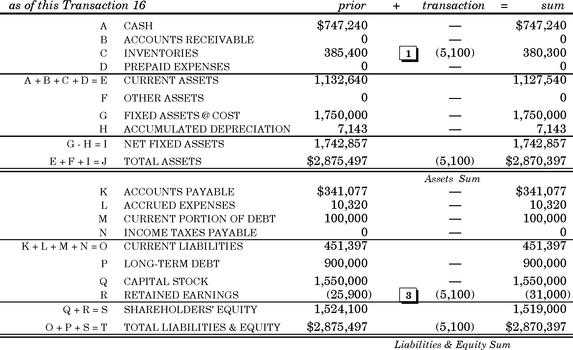 as of this Transaction 16 prior + transaction = sum
A CASH $747,240 — $747,240
B ACCOUNTS RECEIVABLE 0 — 0
C INVENTORIES 385,400 1 (5,100) 380,300
D PREPAID EXPENSES 0 — 0
A + B + C + D = E CURRENT ASSETS 1,132,640 1,127,540
F OTHER ASSETS 0 — 0
G FIXED ASSETS @ COST 1,750,000 — 1,750,000
H ACCUMULATED DEPRECIATION 7,143 — 7,143
G - H = I NET FIXED ASSETS 1,742,857 1,742,857
E + F + I = J TOTAL ASSETS $2,875,497 (5,100) $2,870,397
Assets Sum
K ACCOUNTS PAYABLE $341,077 — $341,077
L ACCRUED EXPENSES 10,320 — 10,320
M CURRENT PORTION OF DEBT 100,000 — 100,000
N INCOME TAXES PAYABLE 0 — 0
K + L + M + N = O CURRENT LIABILITIES 451,397 451,397
P LONG-TERM DEBT 900,000 — 900,000
Q CAPITAL STOCK 1,550,000 — 1,550,000
R RETAINED EARNINGS (25,900) 3 (5,100) (31,000)
Q + R = S SHAREHOLDERS' EQUITY 1,524,100 1,519,000
O + P + S = T TOTAL LIABILITIES & EQUITY $2,875,497 (5,100) $2,870,397
Liabilities & Equity Sum